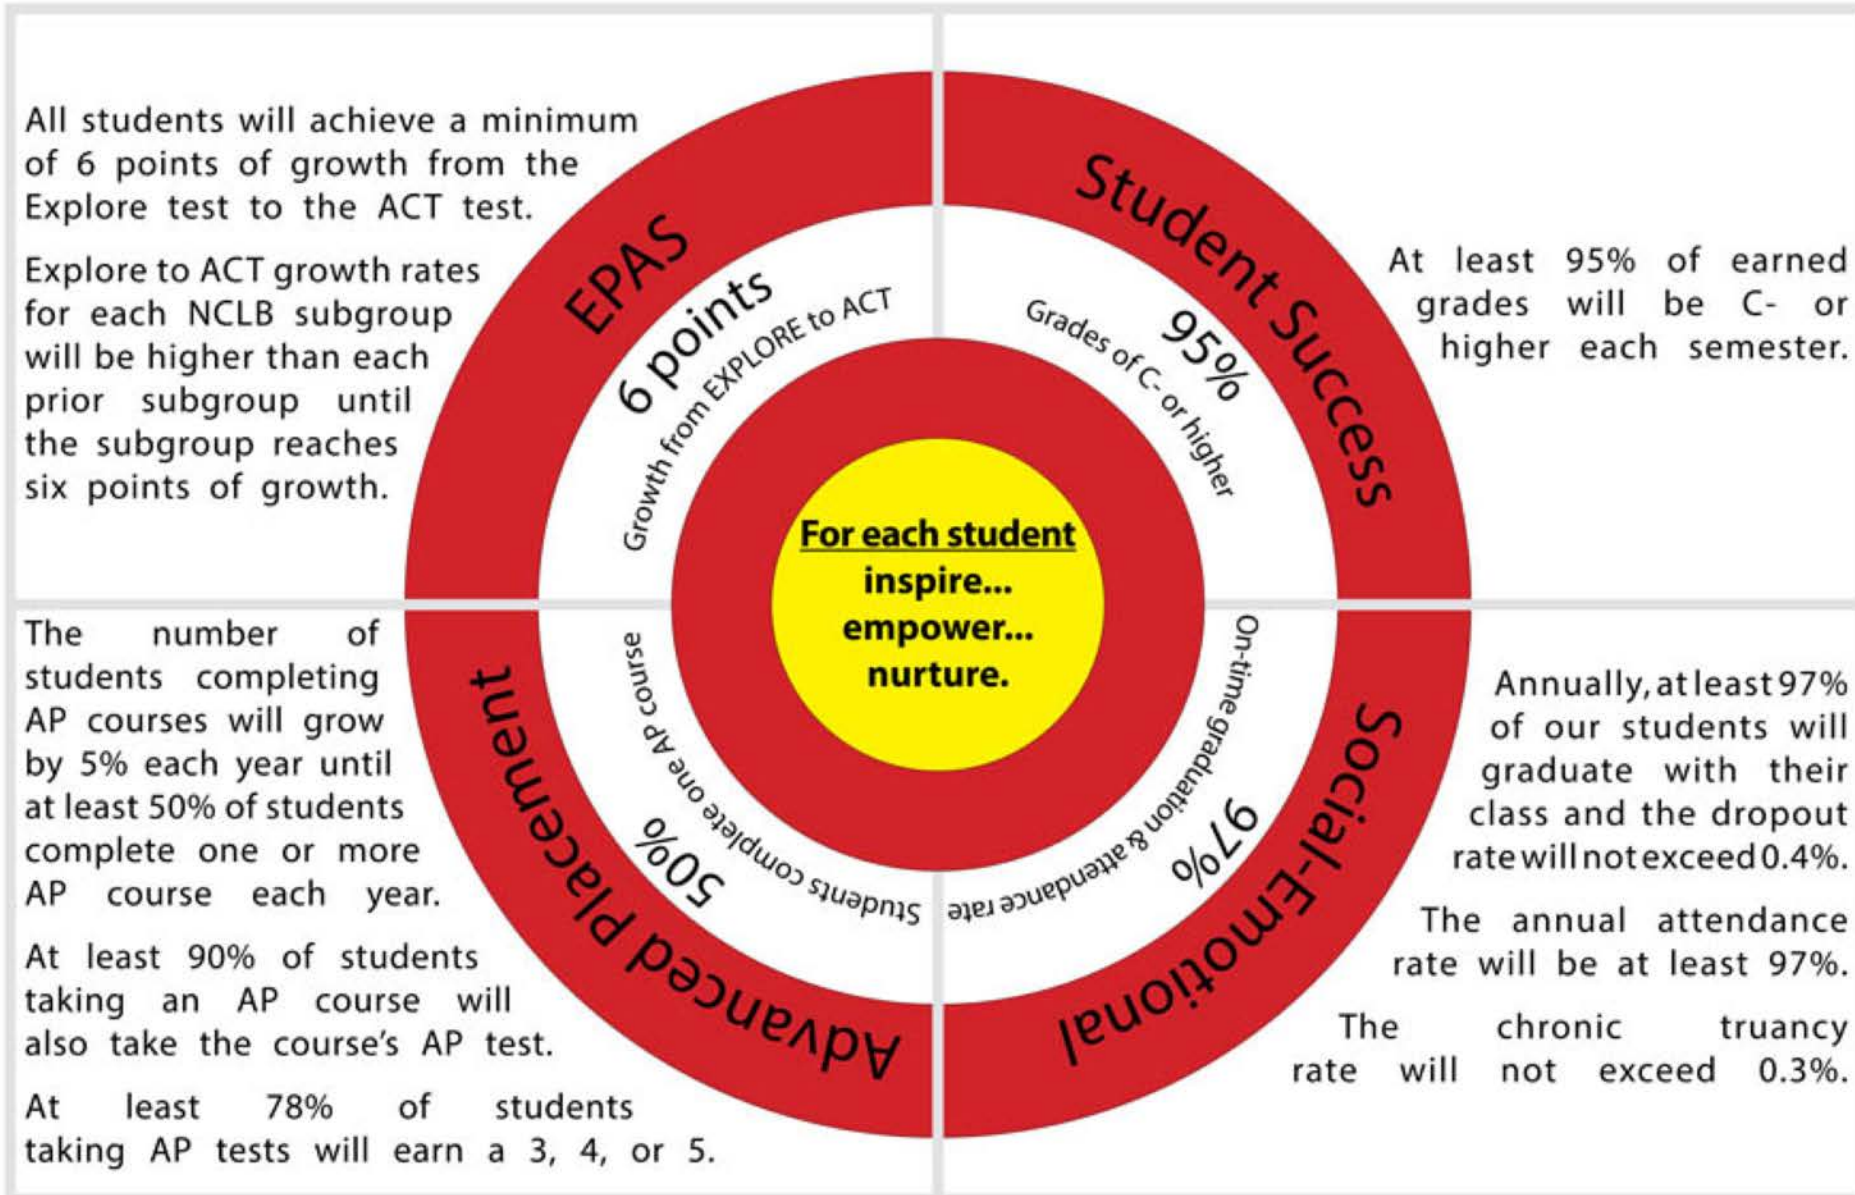 All students will achieve a minimum
of 6 points of growth from the
Explore test to the ACT test.
Explore to ACT growth rates
for each NCLB subgroup
will be higher than each
prior subgroup until
the subgroup reaches
six points of growth.
EPAS
6 points
Growth from EXPLORE to ACT
Student Success
95%
Grades of C- or higher
At least 95% of earned
grades will be C- or
higher each semester.
For each student
inspire...
empower...
nurture.
The number of
students completing
AP courses will grow
by 5% each year until
at least 50% of students
complete one or more
AP course each year.
At least 90% of students
taking an AP course will
also take the course's AP test.
At least 78% of students
taking AP tests will earn a 3, 4, or 5.
Advanced Placement
50%
Students complete one AP course
Social-Emotional
97%
On-time graduation & attendance rate
Annually, at least 97%
of our students will
graduate with their
class and the dropout
rate will not exceed 0.4%.
The annual attendance
rate will be at least 97%.
The chronic truancy
rate will not exceed 0.3%.